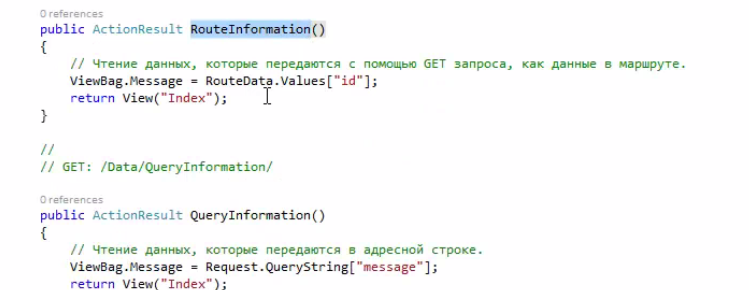 0 references
public ActionResult RouteInformation()
{
// Чтение данных, которые передаются с помощью GET запроса, как данные в маршруте.
ViewBag.Message = RouteData.Values["id"];
return View("Index");
}
//
// GET: /Data/QueryInformation/
0 references
public ActionResult QueryInformation()
{
// Чтение данных, которые передаются в адресной строке.
ViewBag.Message = Request.QueryString["message"];
return View("Index");